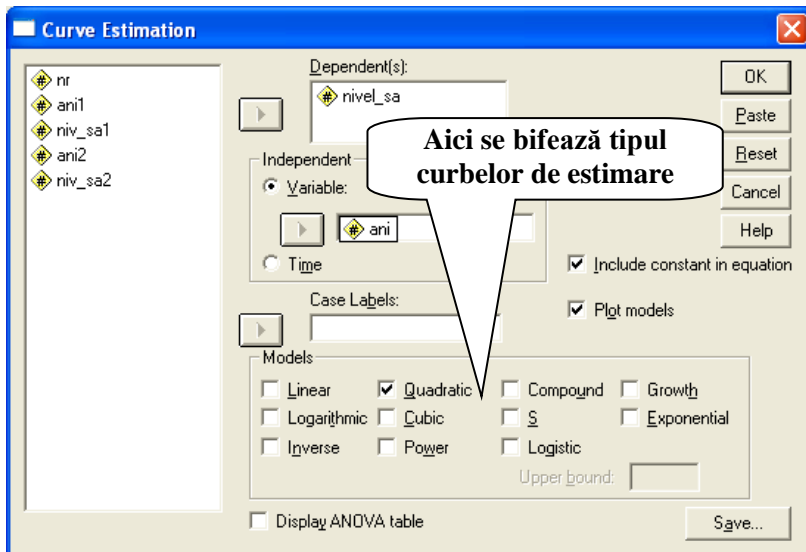 Curve Estimation
nr
ani1
niv_sa1
ani2
niv_sa2
Dependent(s):
nivel_sa
Aici se bifează tipul
curbelor de estimare
Independent
Variable:
ani
Time
Case Labels:
OK
Paste
Reset
Cancel
Help
Include constant in equation
Plot models
Models
Linear Quadratic Compound Growth
Logarithmic Cubic S Exponential
Inverse Power Logistic
Upper bound:
Display ANOVA table
Save...